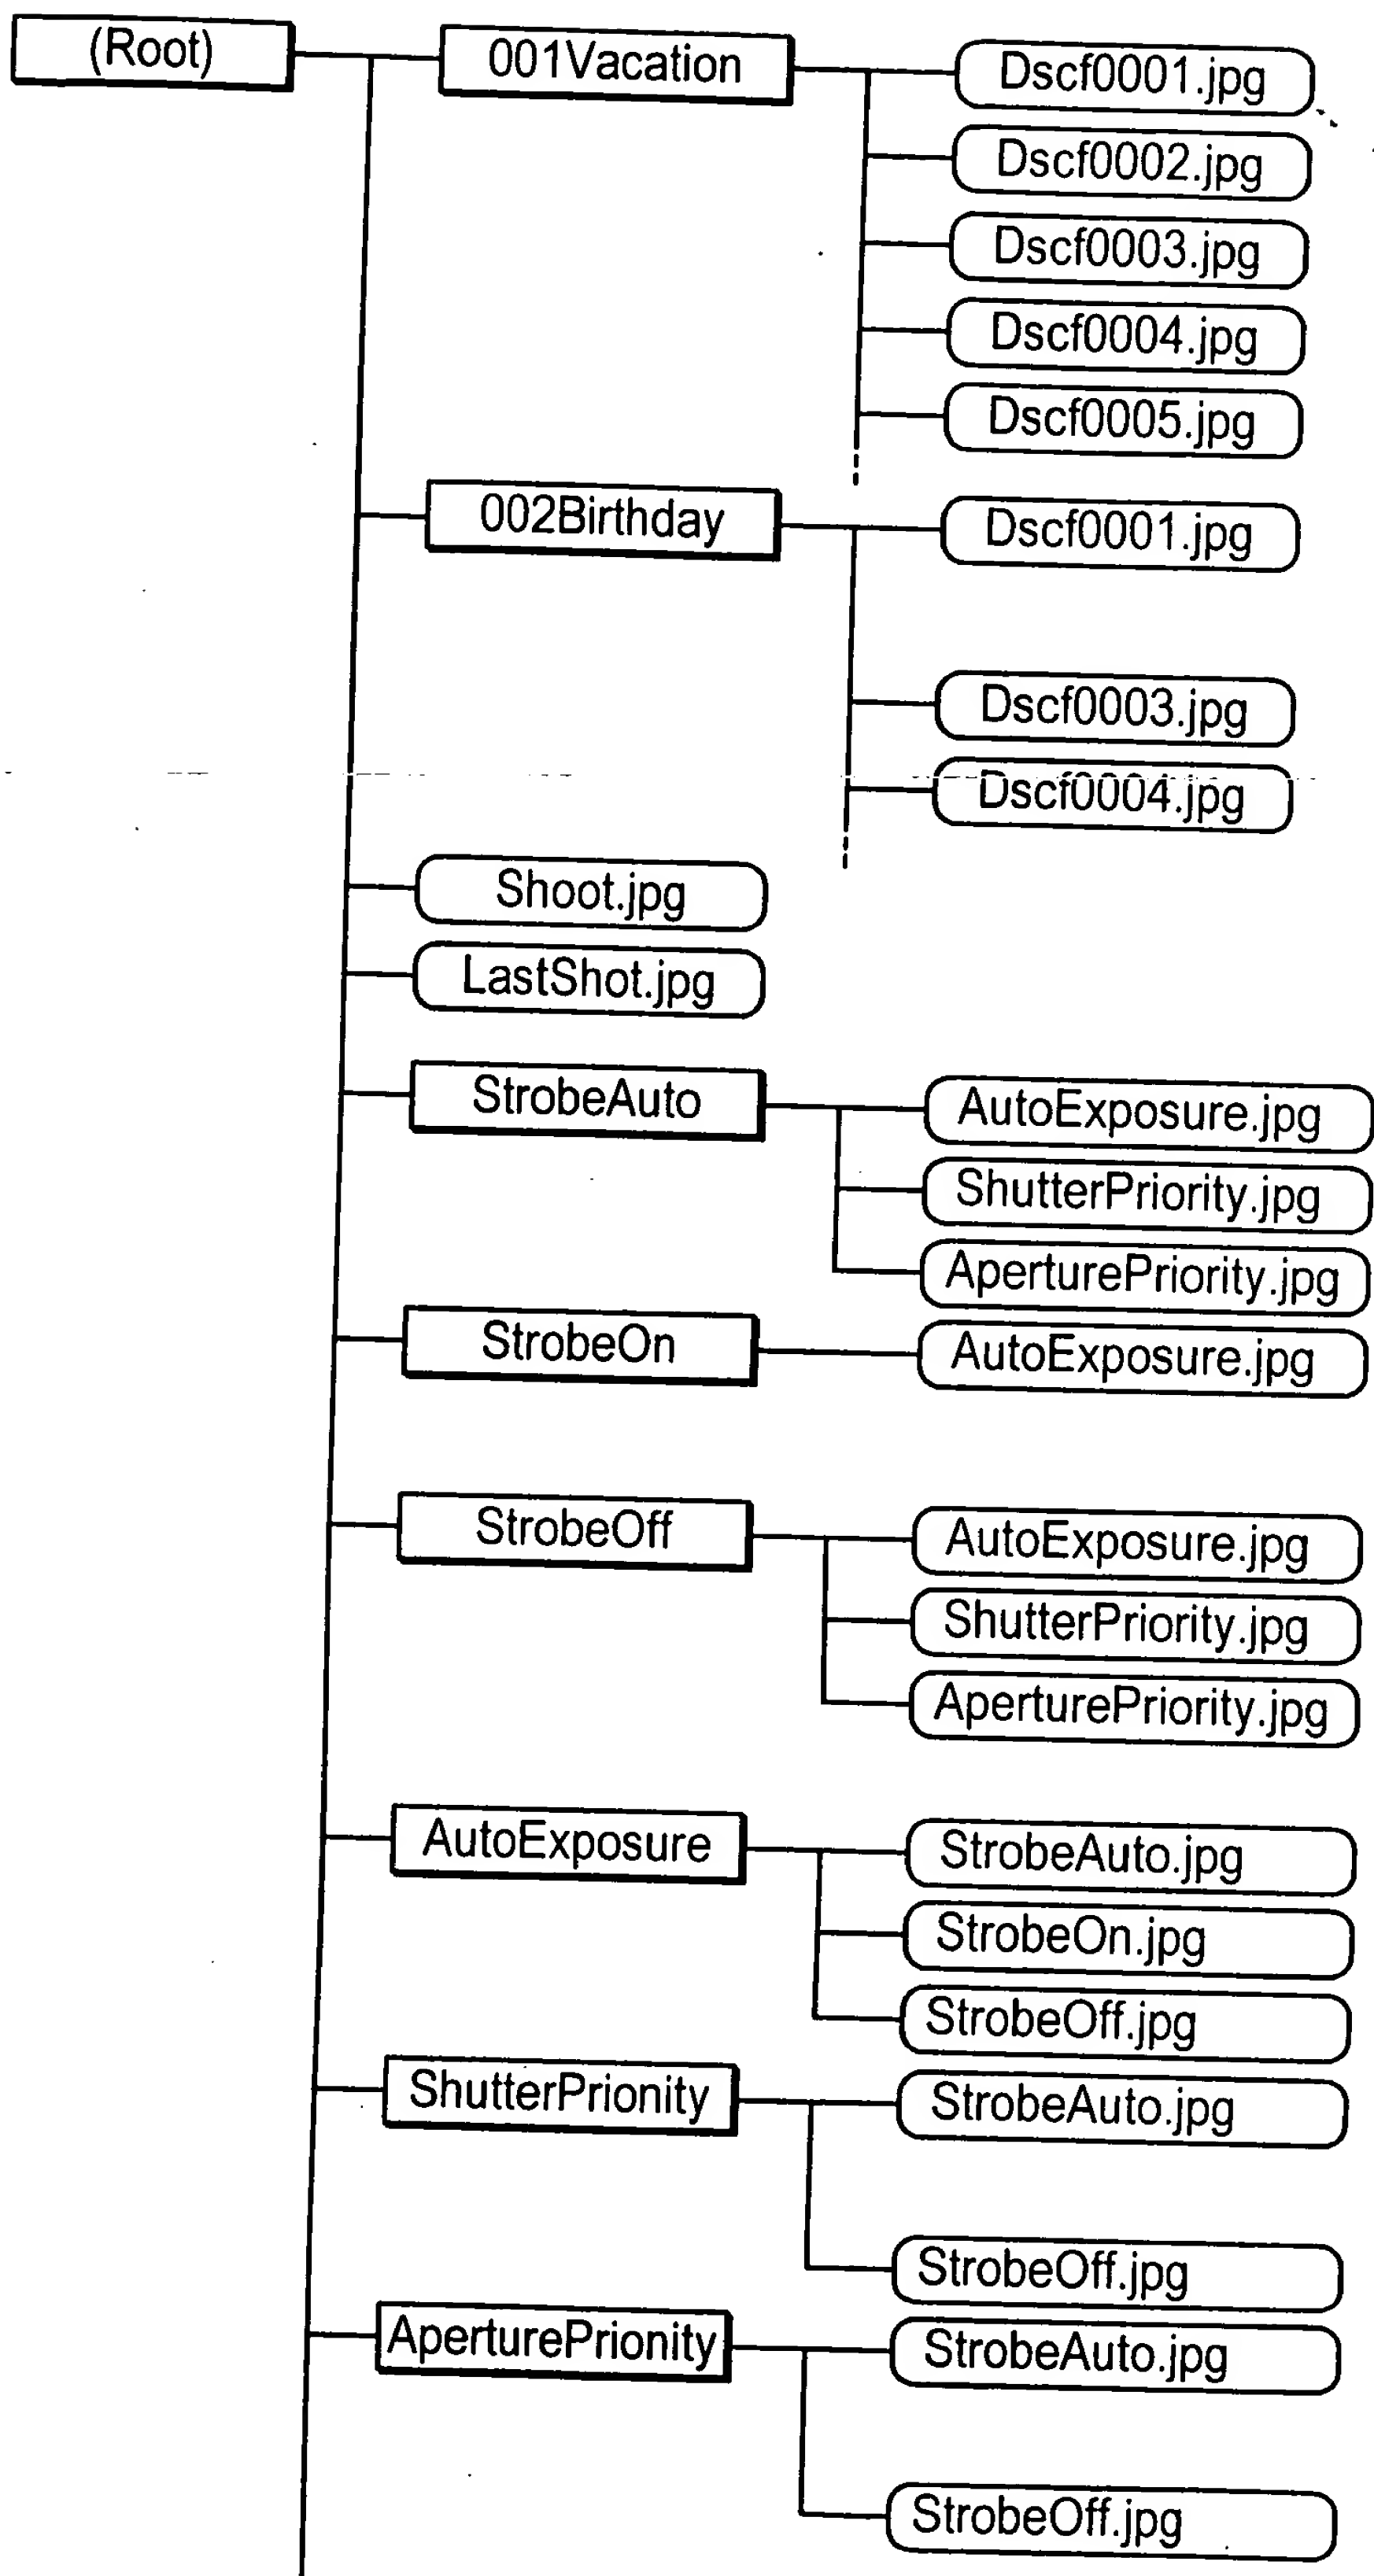 (Root)
001Vacation
Dscf0001.jpg
Dscf0002.jpg
Dscf0003.jpg
Dscf0004.jpg
Dscf0005.jpg
002Birthday
Dscf0001.jpg
Dscf0003.jpg
Dscf0004.jpg
Shoot.jpg
LastShot.jpg
StrobeAuto
AutoExposure.jpg
ShutterPriority.jpg
AperturePriority.jpg
StrobeOn
AutoExposure.jpg
StrobeOff
AutoExposure.jpg
ShutterPriority.jpg
AperturePriority.jpg
AutoExposure
StrobeAuto.jpg
StrobeOn.jpg
StrobeOff.jpg
ShutterPrionity
StrobeAuto.jpg
StrobeOff.jpg
AperturePrionity
StrobeAuto.jpg
StrobeOff.jpg